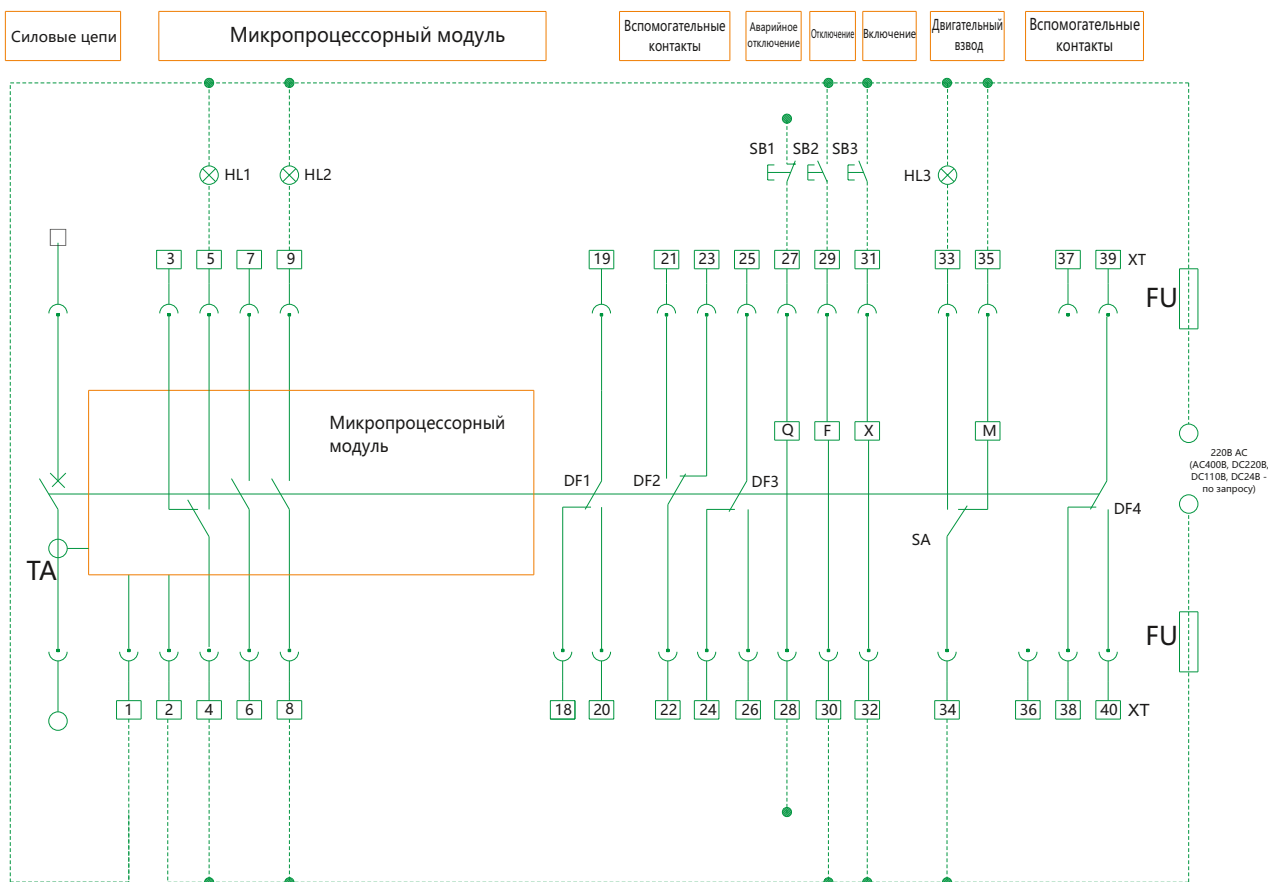 Силовые цепи
Микропроцессорный модуль
Вспомогательные
контакты
Аварийное
отключение
Отключение
Включение
Двигательный
взвод
Вспомогательные
контакты
SB1 SB2 SB3
HL1 HL2 HL3
3 5 7 9 19 21 23 25 27 29 31 33 35 37 39 XT
FU
Микропроцессорный
модуль
Q F X M
220В AC
(AC400В, DC220В,
DC110В, DC24В -
по запросу)
DF1 DF2 DF3 DF4
SA
TA
FU
1 2 4 6 8 18 20 22 24 26 28 30 32 34 36 38 40 XT